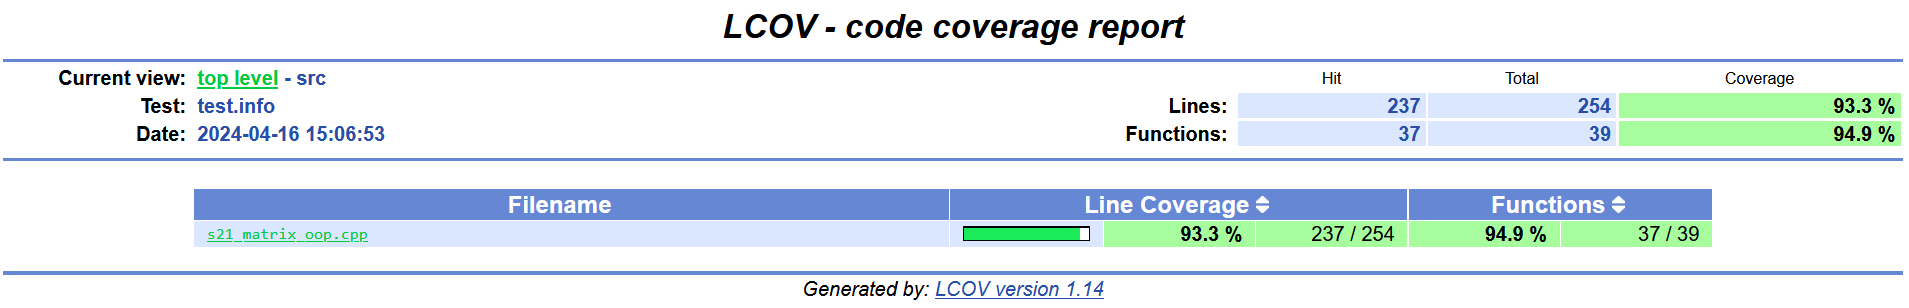 LCOV - code coverage report
Current view: top level - src
Hit Total Coverage
Test: test.info
Lines: 237 254 93.3 %
Date: 2024-04-16 15:06:53
Functions: 37 39 94.9 %
Filename Line Coverage Functions
s21_matrix_oop.cpp 93.3 % 237 / 254 94.9 % 37 / 39
Generated by: LCOV version 1.14